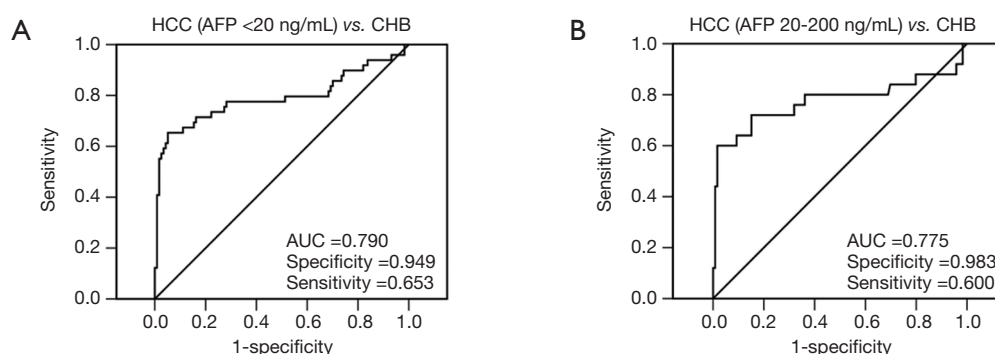 A
HCC (AFP <20 ng/mL) vs. CHB
1.0
0.8
0.6
0.4
0.2
0.0
Sensitivity
AUC =0.790
Specificity =0.949
Sensitivity =0.653
0.0 0.2 0.4 0.6 0.8 1.0
1-specificity
B
HCC (AFP 20-200 ng/mL) vs. CHB
1.0
0.8
0.6
0.4
0.2
0.0
Sensitivity
AUC =0.775
Specificity =0.983
Sensitivity =0.600
0.0 0.2 0.4 0.6 0.8 1.0
1-specificity